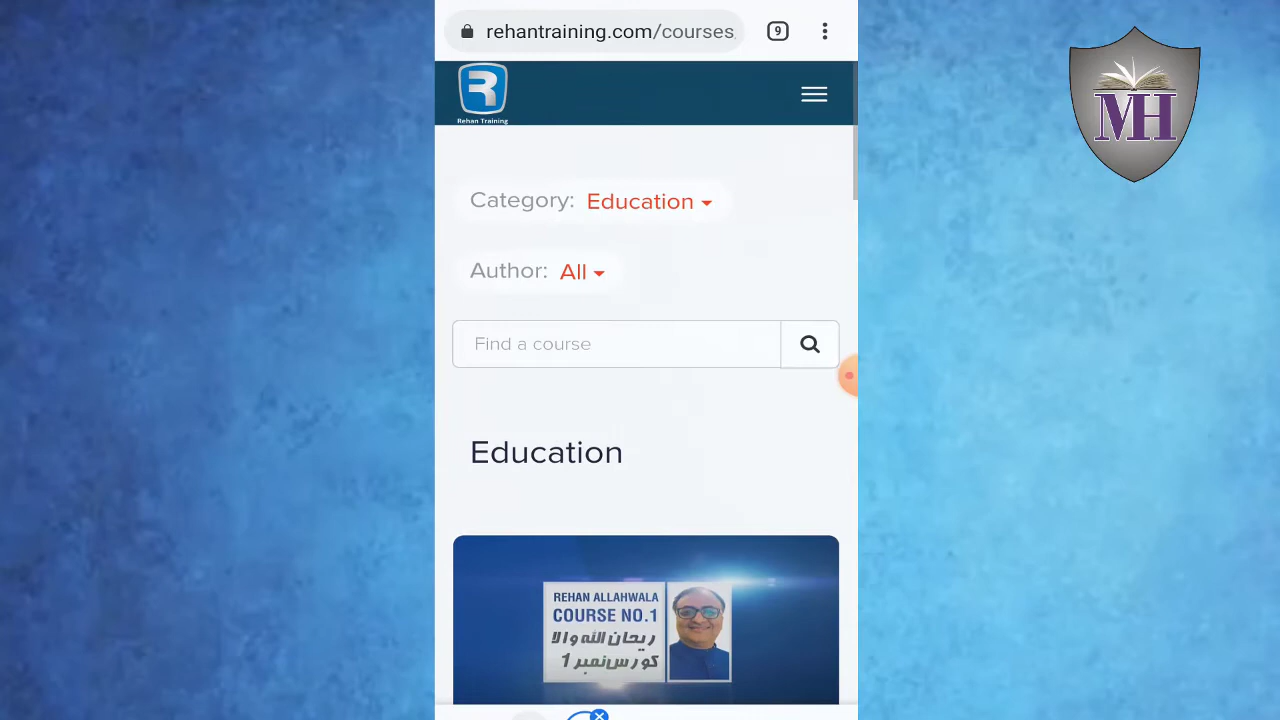 rehantraining.com/courses
9
Rehan Training
MH
Category: Education
Author: All
Find a course
Education
REHAN ALLAHWALA
COURSE NO.1
ریحان اللہ والا
کورس نمبر 1